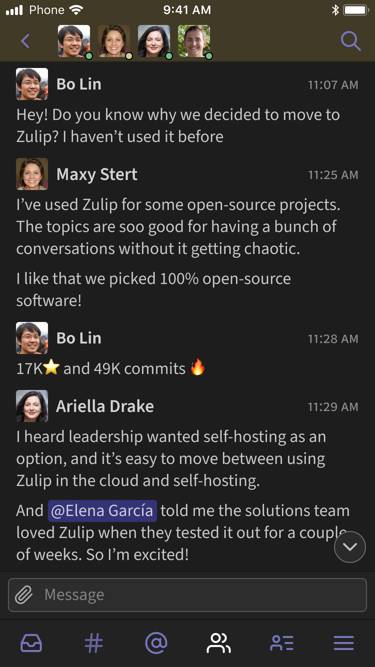 Phone 9:41 AM
Bo Lin 11:07 AM
Hey! Do you know why we decided to move to
Zulip? I haven’t used it before
Maxy Stert 11:25 AM
I’ve used Zulip for some open-source projects.
The topics are soo good for having a bunch of
conversations without it getting chaotic.
I like that we picked 100% open-source
software!
Bo Lin 11:28 AM
17K⭐ and 49K commits 🔥
Ariella Drake 11:29 AM
I heard leadership wanted self-hosting as an
option, and it’s easy to move between using
Zulip in the cloud and self-hosting.
And @Elena García told me the solutions team
loved Zulip when they tested it out for a couple
of weeks. So I’m excited!
Message